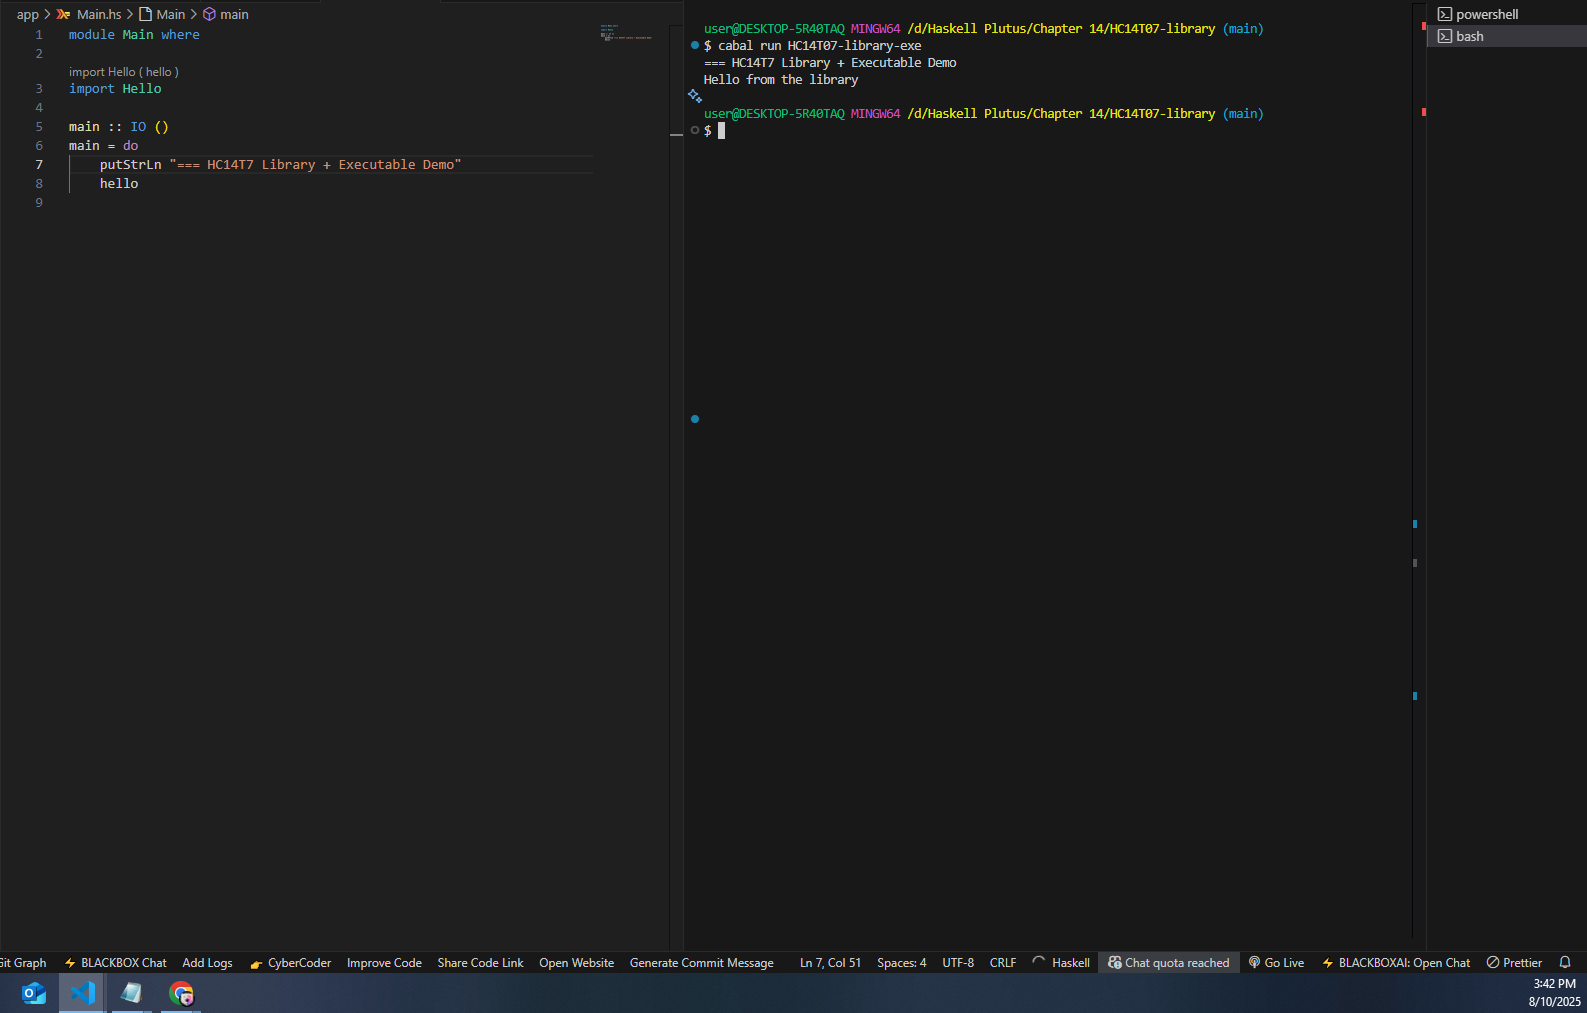 app > Main.hs > Main > main
1 module Main where
2
import Hello ( hello )
3 import Hello
4
5 main :: IO ()
6 main = do
7 putStrLn "=== HC14T7 Library + Executable Demo"
8 hello
9
user@DESKTOP-5R40TAQ MINGW64 /d/Haskell Plutus/Chapter 14/HC14T07-library (main)
$ cabal run HC14T07-library-exe
=== HC14T7 Library + Executable Demo
Hello from the library
user@DESKTOP-5R40TAQ MINGW64 /d/Haskell Plutus/Chapter 14/HC14T07-library (main)
$
powershell
bash
Git Graph BLACKBOX Chat Add Logs CyberCoder Improve Code Share Code Link Open Website Generate Commit Message Ln 7, Col 51 Spaces: 4 UTF-8 CRLF Haskell Chat quota reached Go Live BLACKBOXAI: Open Chat Prettier
3:42 PM
8/10/2025